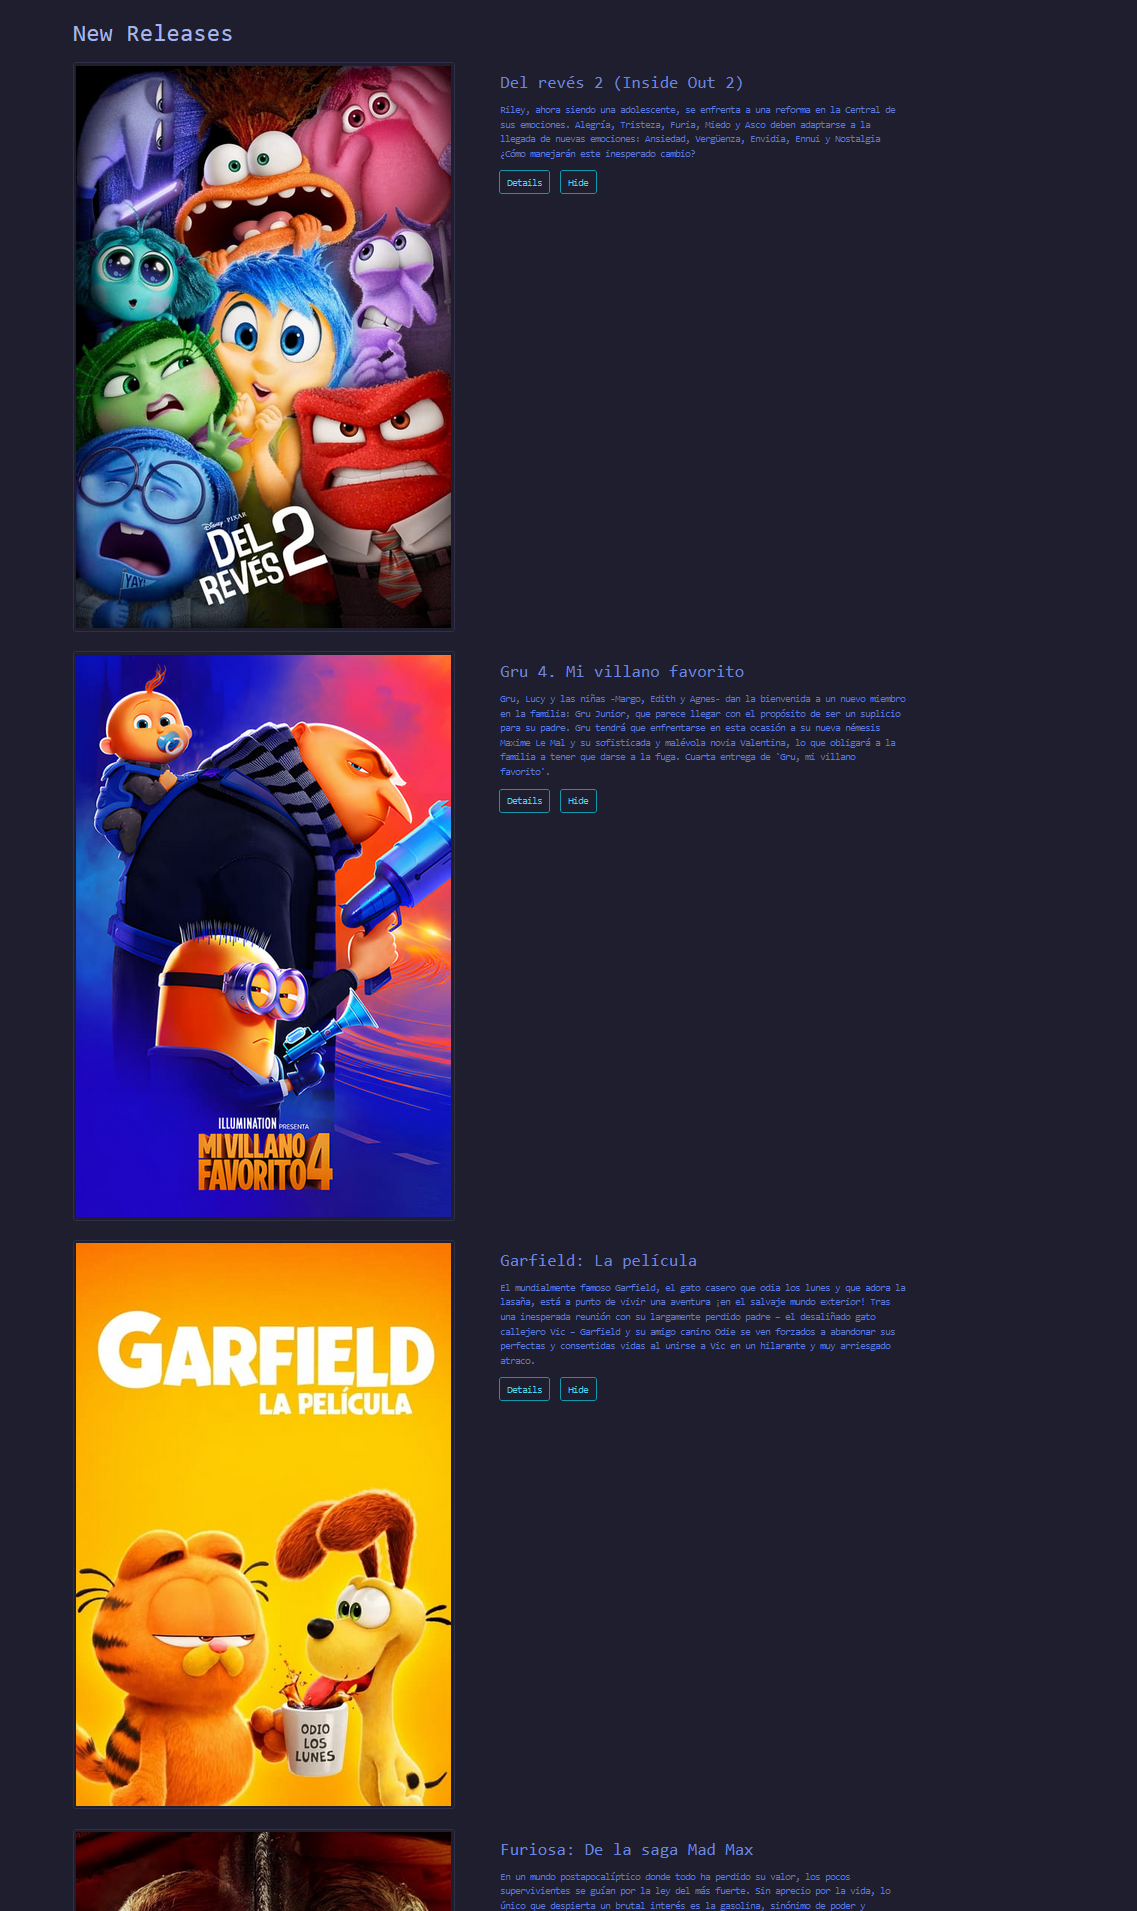 New Releases
Del revés 2 (Inside Out 2)
Riley, ahora siendo una adolescente, se enfrenta a una reforma en la Central de
sus emociones. Alegría, Tristeza, Furia, Miedo y Asco deben adaptarse a la
llegada de nuevas emociones: Ansiedad, Vergüenza, Envidia, Ennui y Nostalgia
¿Cómo manejarán este inesperado cambio?
Details Hide
Disney · PIXAR
DEL
REVÉS 2
YAY!
Gru 4. Mi villano favorito
Gru, Lucy y las niñas -Margo, Edith y Agnes- dan la bienvenida a un nuevo miembro
en la familia: Gru Junior, que parece llegar con el propósito de ser un suplicio
para su padre. Gru tendrá que enfrentarse en esta ocasión a su nueva némesis
Maxime Le Mal y su sofisticada y malévola novia Valentina, lo que obligará a la
familia a tener que darse a la fuga. Cuarta entrega de 'Gru, mi villano
favorito'.
Details Hide
ILLUMINATION PRESENTA
MI VILLANO
FAVORITO 4
Garfield: La película
El mundialmente famoso Garfield, el gato casero que odia los lunes y que adora la
lasaña, está a punto de vivir una aventura ¡en el salvaje mundo exterior! Tras
una inesperada reunión con su largamente perdido padre – el desaliñado gato
callejero Vic – Garfield y su amigo canino Odie se ven forzados a abandonar sus
perfectas y consentidas vidas al unirse a Vic en un hilarante y muy arriesgado
atraco.
Details Hide
GARFIELD
LA PELÍCULA
ODIO
LOS
LUNES
Furiosa: De la saga Mad Max
En un mundo postapocalíptico donde todo ha perdido su valor, los pocos
supervivientes se guían por la ley del más fuerte. Sin aprecio por la vida, lo
único que despierta un brutal interés es la gasolina, sinónimo de poder y